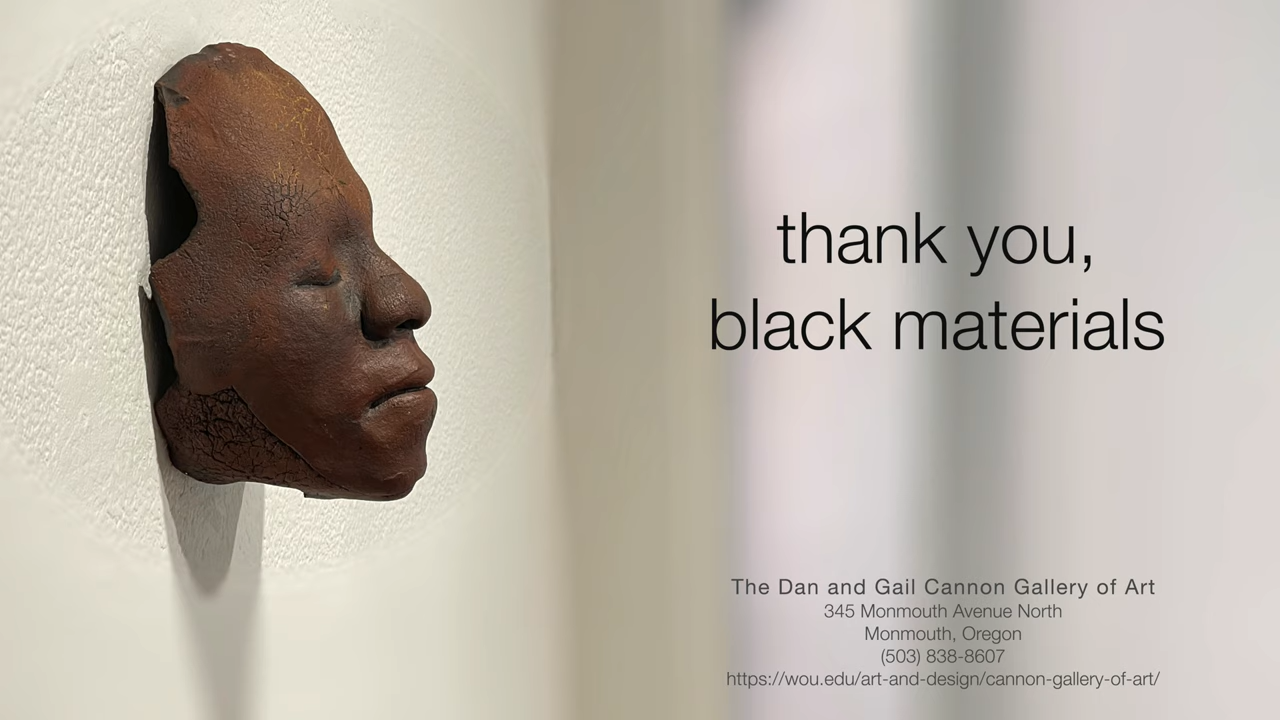 thank you,
black materials
The Dan and Gail Cannon Gallery of Art
345 Monmouth Avenue North
Monmouth, Oregon
(503) 838-8607
https://wou.edu/art-and-design/cannon-gallery-of-art/